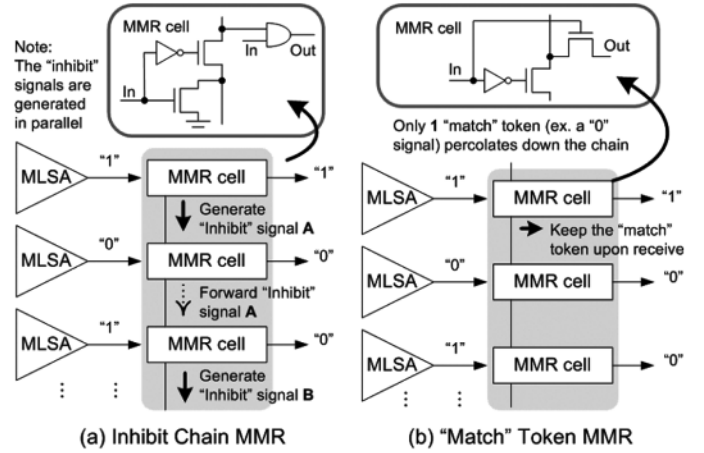 Note:
The "inhibit"
signals are
generated
in parallel
MMR cell
In
Out
In
MLSA
"1"
MMR cell
"1"
Generate
"Inhibit" signal A
MLSA
"0"
MMR cell
"0"
Forward "Inhibit"
signal A
MLSA
"1"
MMR cell
"0"
Generate
"Inhibit" signal B
(a) Inhibit Chain MMR
MMR cell
In
Out
Only 1 "match" token (ex. a "0"
signal) percolates down the chain
MLSA
"1"
MMR cell
"1"
Keep the "match"
token upon receive
MLSA
"0"
MMR cell
"0"
MLSA
"1"
MMR cell
"0"
(b) "Match" Token MMR